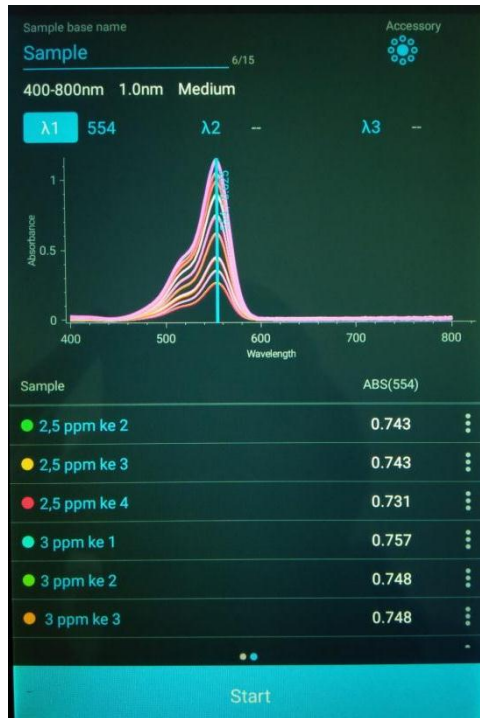 Sample base name
Accessory
Sample
6/15
400-800nm 1.0nm Medium
λ1 554 λ2 -- λ3 --
1
0.5
0
Absorbance
400 500 600 700 800
Wavelength
Sample ABS(554)
2,5 ppm ke 2 0.743
2,5 ppm ke 3 0.743
2,5 ppm ke 4 0.731
3 ppm ke 1 0.757
3 ppm ke 2 0.748
3 ppm ke 3 0.748
Start